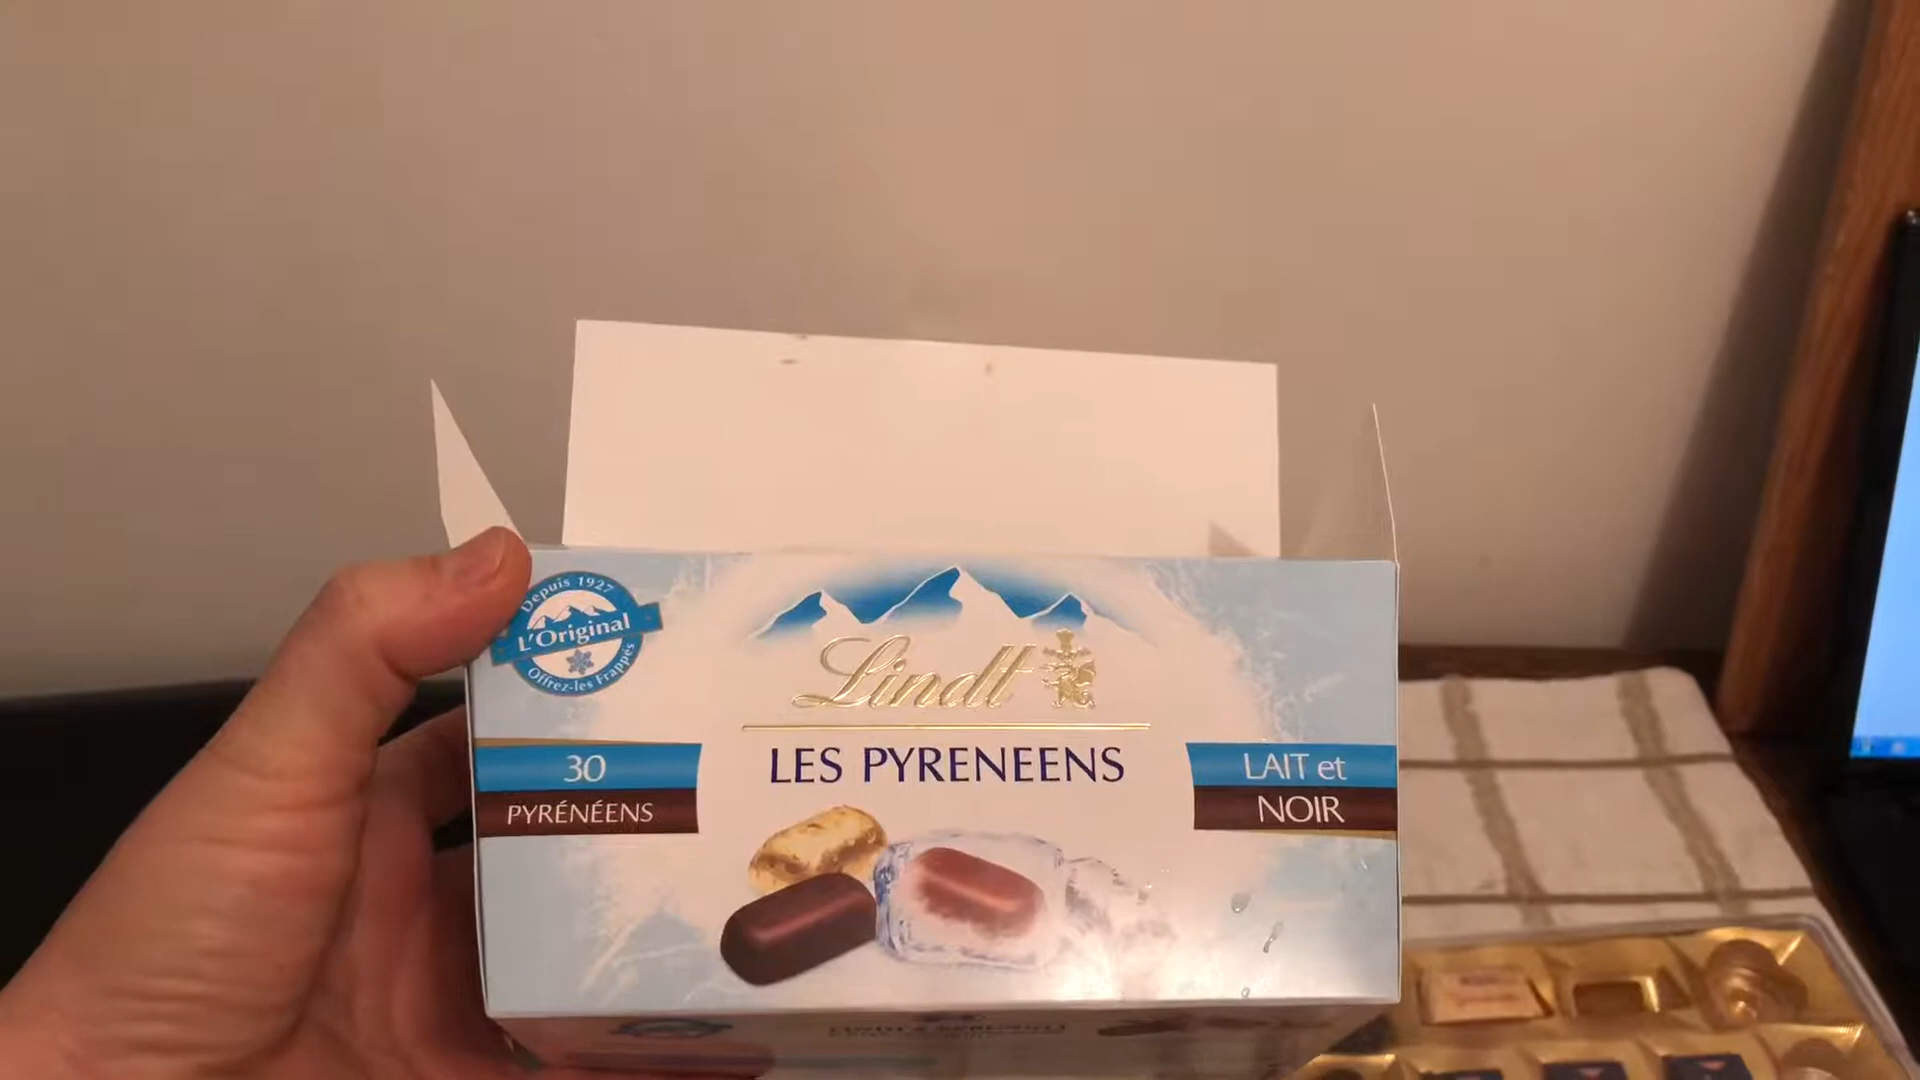 Depuis 1927
L'Original
Offrez-les Frappés
Lindt
LES PYRENEENS
30
PYRÉNÉENS
LAIT et
NOIR